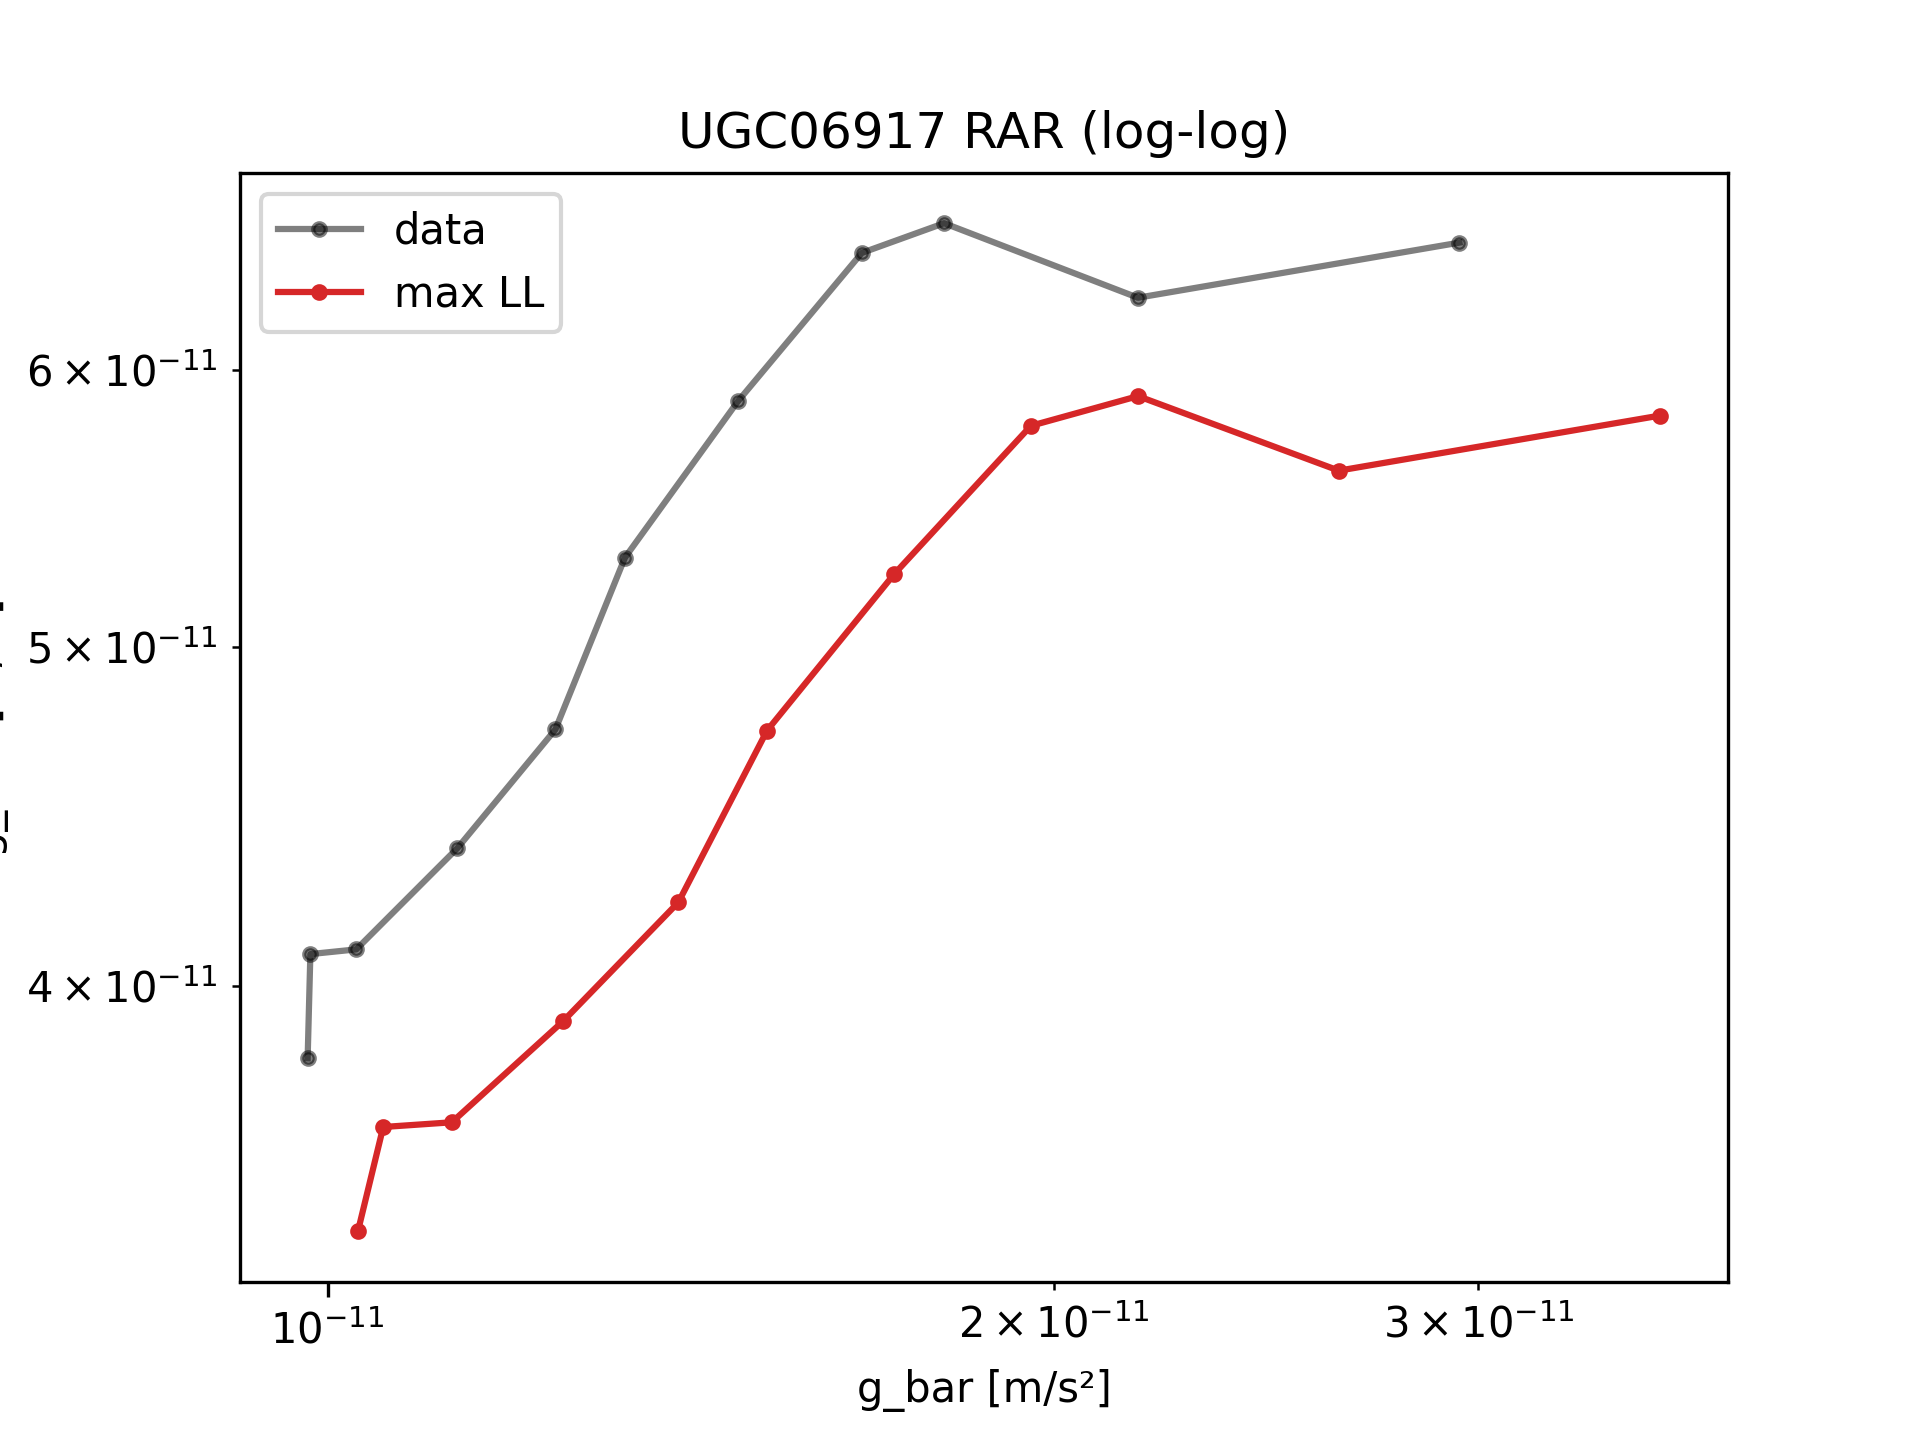 UGC06917 RAR (log-log)
data
max LL
6 × 10⁻¹¹
5 × 10⁻¹¹
4 × 10⁻¹¹
10⁻¹¹
2 × 10⁻¹¹
3 × 10⁻¹¹
g_bar [m/s²]